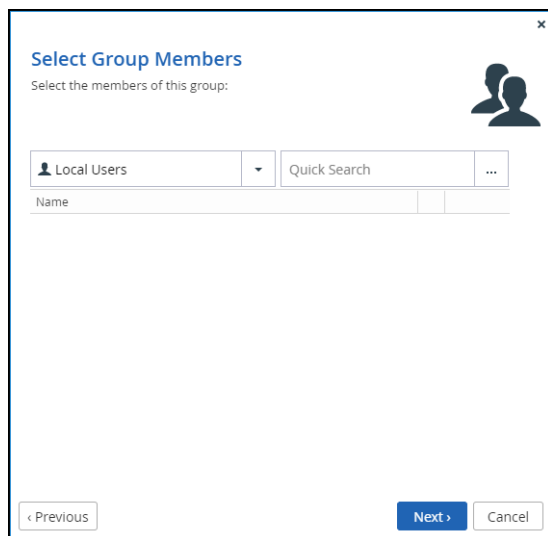 Select Group Members
Select the members of this group:
Local Users
Quick Search
...
Name
‹ Previous
Next ›
Cancel